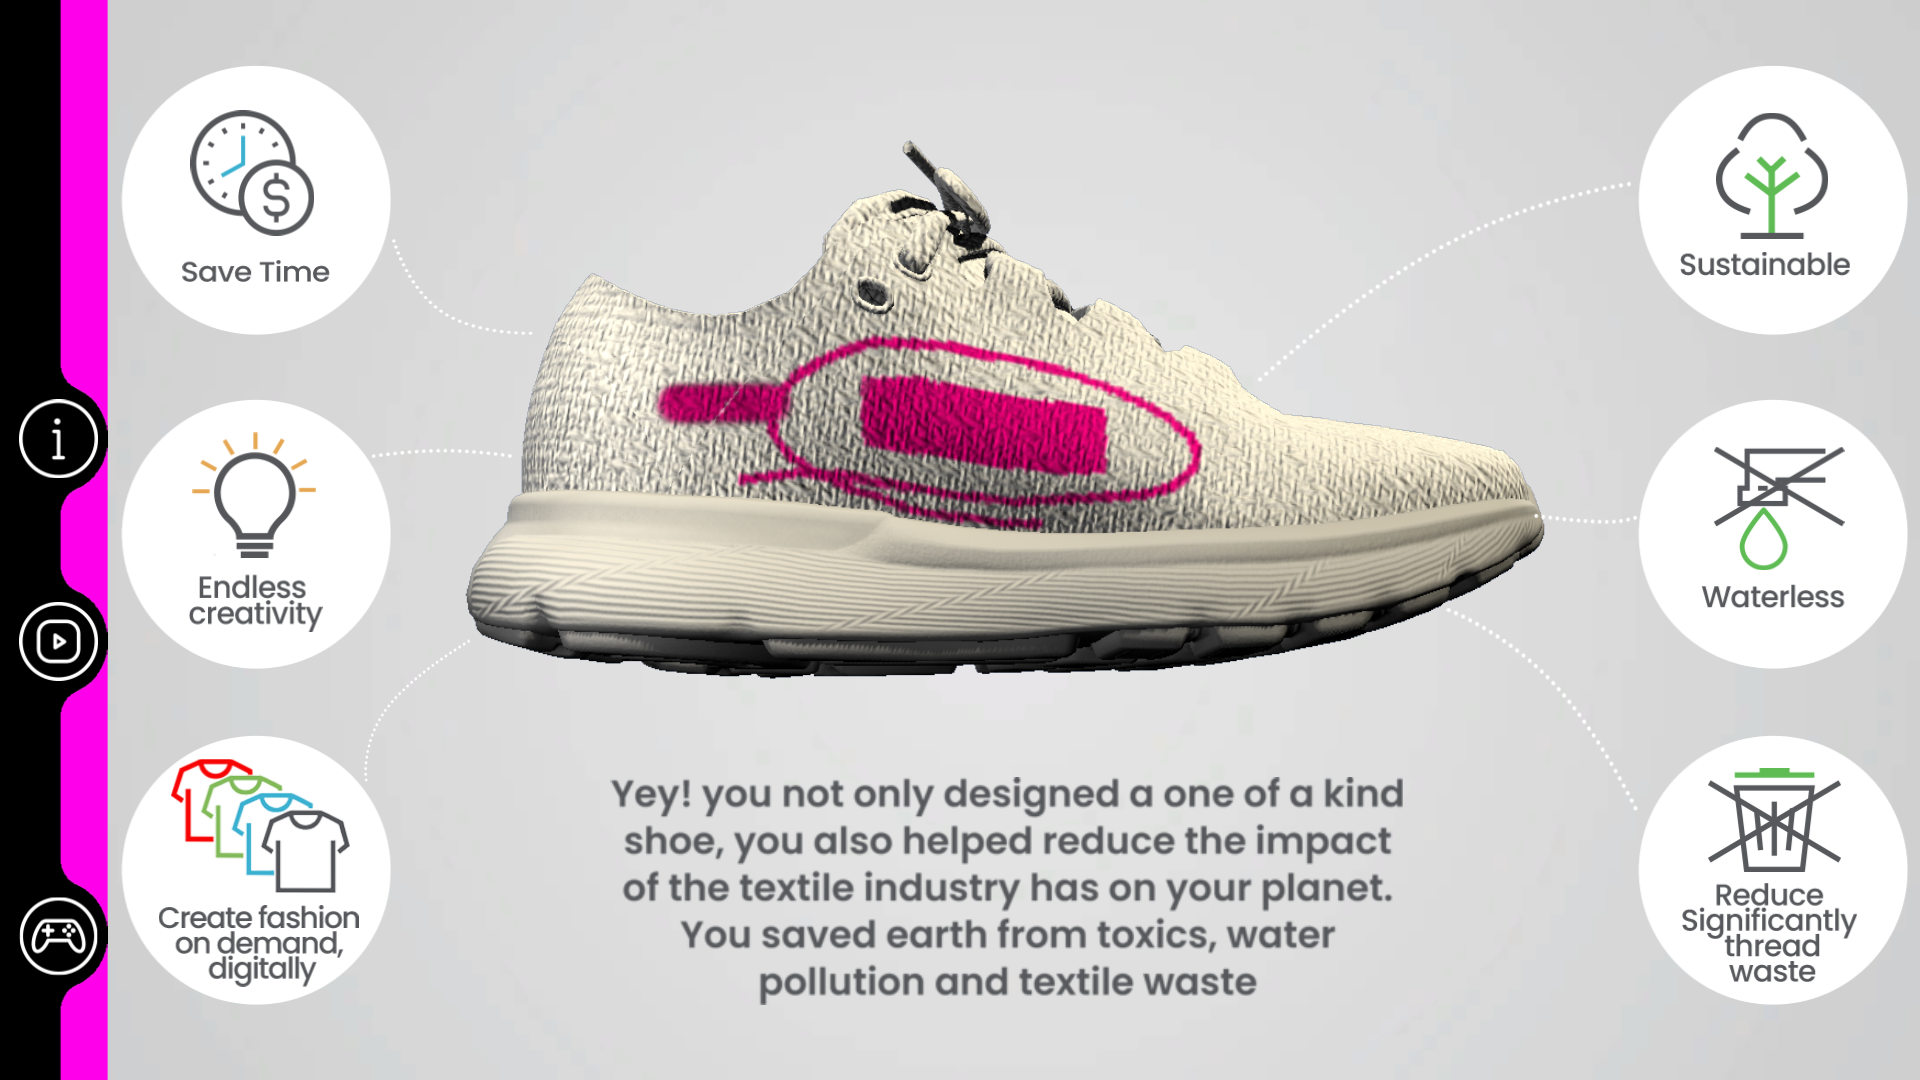 Save Time
Endless
creativity
Create fashion
on demand,
digitally
Sustainable
Waterless
Reduce
Significantly
thread
waste
Yey! you not only designed a one of a kind
shoe, you also helped reduce the impact
of the textile industry has on your planet.
You saved earth from toxics, water
pollution and textile waste